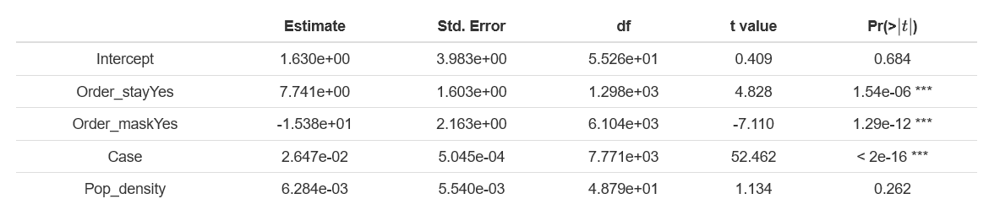 Estimate Std. Error df t value Pr(>|t|)
Intercept 1.630e+00 3.983e+00 5.526e+01 0.409 0.684
Order_stayYes 7.741e+00 1.603e+00 1.298e+03 4.828 1.54e-06 ***
Order_maskYes -1.538e+01 2.163e+00 6.104e+03 -7.110 1.29e-12 ***
Case 2.647e-02 5.045e-04 7.771e+03 52.462 < 2e-16 ***
Pop_density 6.284e-03 5.540e-03 4.879e+01 1.134 0.262